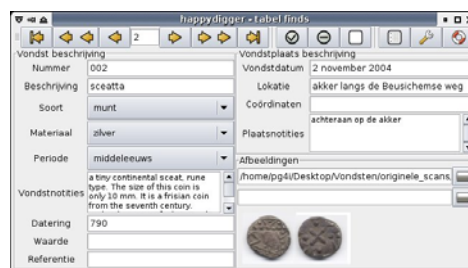 happydigger - tabel finds
2
Vondst beschrijving
Nummer 002
Beschrijving sceatta
Soort munt
Materiaal zilver
Periode middeleeuws
Vondstnotities a tiny continental sceat, rune
type. The size of this coin is
only 10 mm. It is a frisian coin
from the seventh century.
Datering 790
Waarde
Referentie
Vondstplaats beschrijving
Vondstdatum 2 november 2004
Lokatie akker langs de Beusichemse weg
Coördinaten
Plaatsnotities achteraan op de akker
Afbeeldingen
/home/pg4i/Desktop/Vondsten/originele_scans